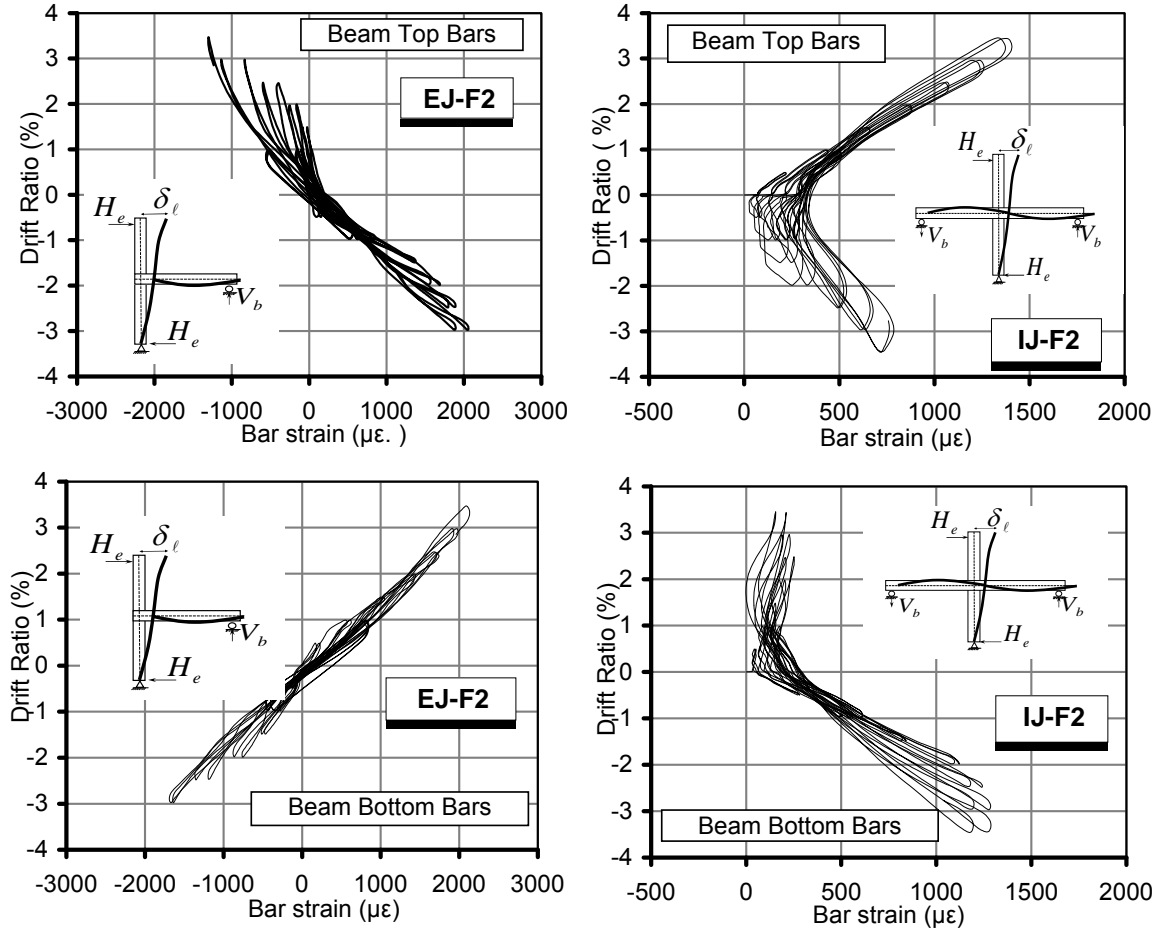 4
3
2
1
0
-1
-2
-3
-4
Drift Ratio (%)
Beam Top Bars
EJ-F2
H_e
δ_ℓ
V_b
H_e
-3000 -2000 -1000 0 1000 2000 3000
Bar strain (µε. )
4
3
2
1
0
-1
-2
-3
-4
Drift Ratio ( %)
Beam Top Bars
H_e
δ_ℓ
V_b
V_b
H_e
IJ-F2
-500 0 500 1000 1500 2000
Bar strain (µε)
4
3
2
1
0
-1
-2
-3
-4
Drift Ratio (%)
H_e
δ_ℓ
V_b
H_e
EJ-F2
Beam Bottom Bars
-3000 -2000 -1000 0 1000 2000 3000
Bar strain (µε)
4
3
2
1
0
-1
-2
-3
-4
Drift Ratio (%)
H_e
δ_ℓ
V_b
V_b
H_e
IJ-F2
Beam Bottom Bars
-500 0 500 1000 1500 2000
Bar strain (µε)